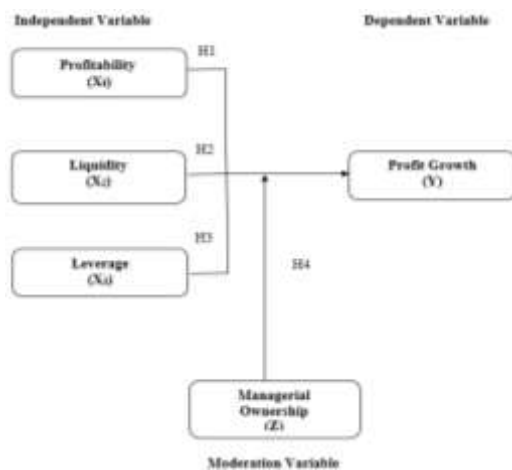 Independent Variable
Dependent Variable
H1
Profitability
(X₁)
H2
Liquidity
(X₂)
Profit Growth
(Y)
H3
Leverage
(X₃)
H4
Managerial
Ownership
(Z)
Moderation Variable